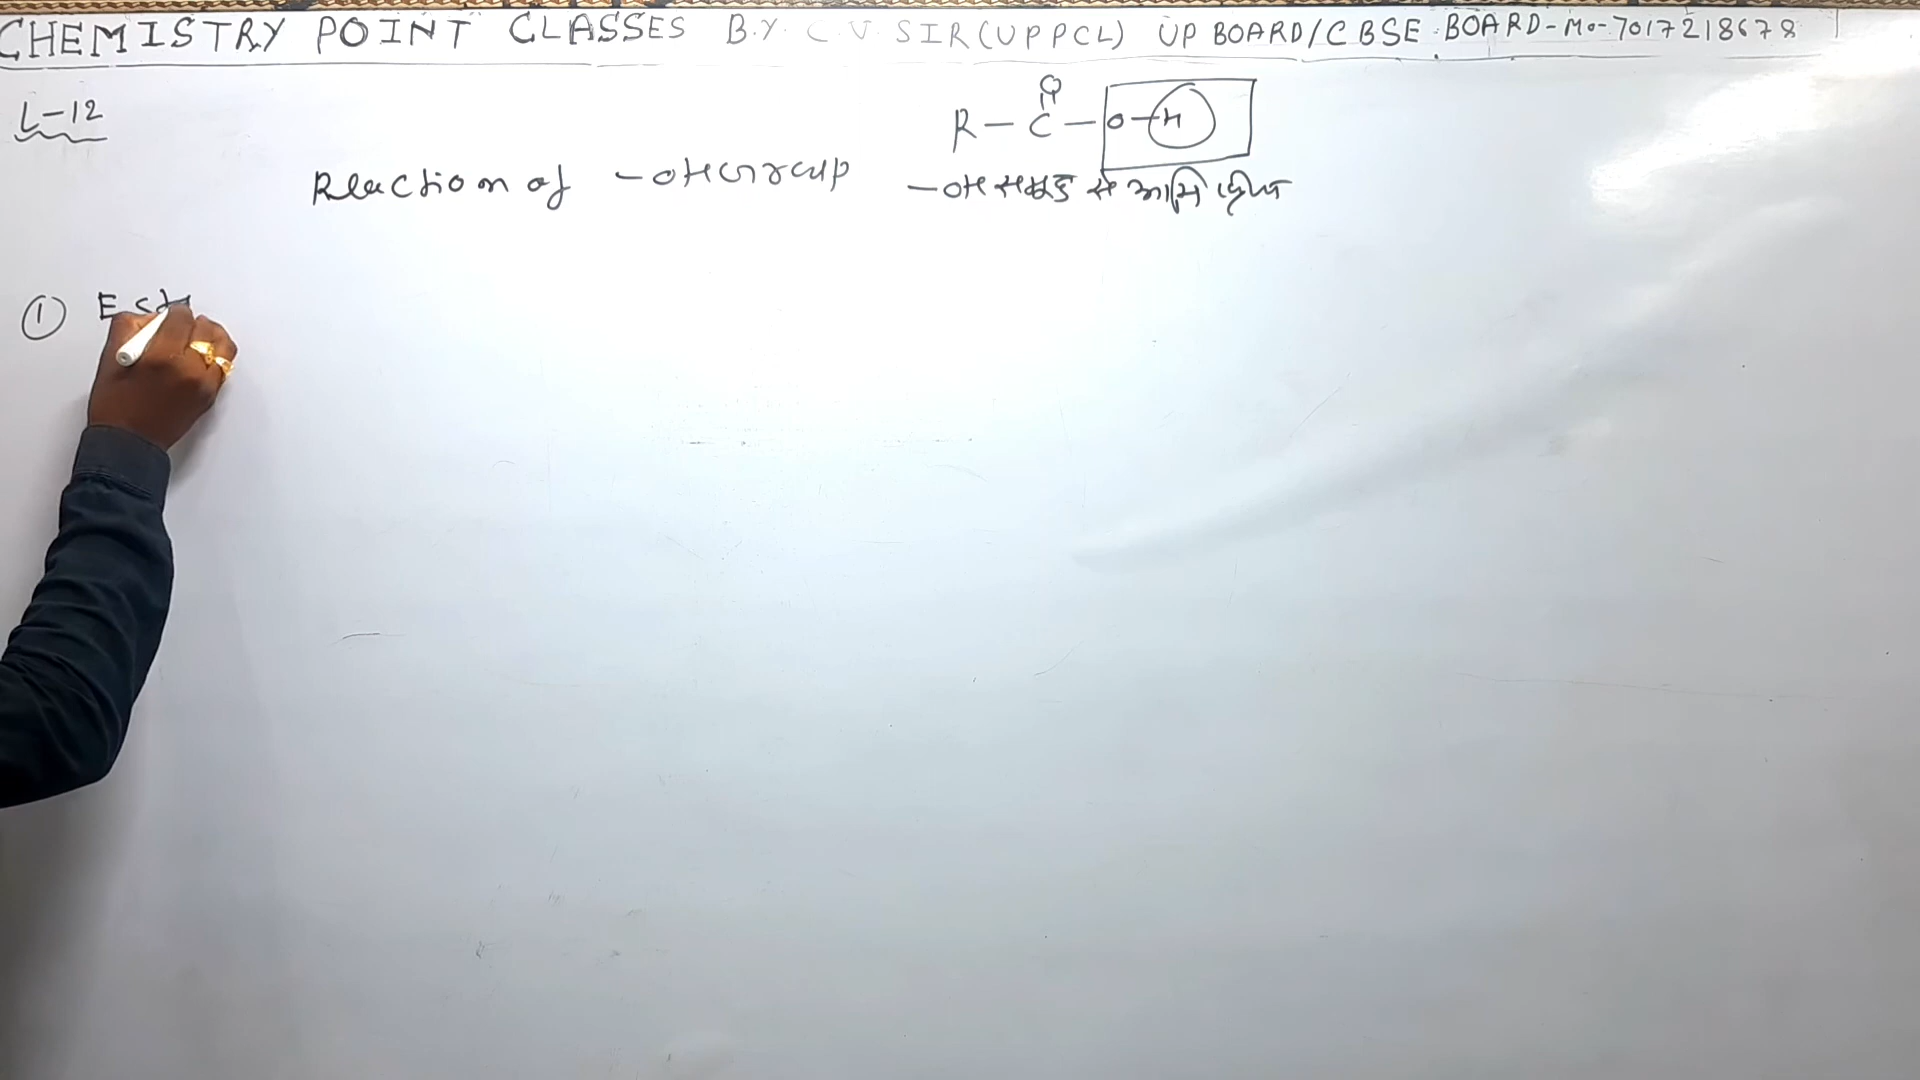 CHEMISTRY POINT CLASSES B.Y. C.V. SIR(UPPCL) UP BOARD/CBSE BOARD-Mo-7017218678
L-12
O
R-C-O-H
Reaction of -OH group -OH समूह से अभिक्रिया
① Est